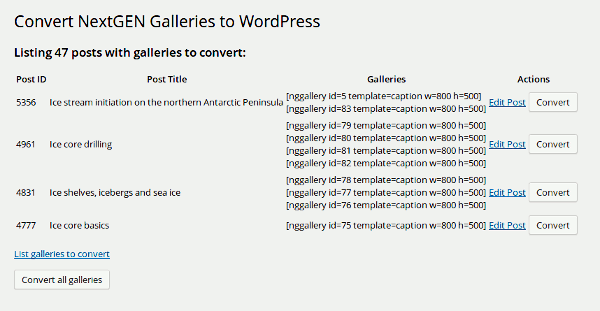 Convert NextGEN Galleries to WordPress
Listing 47 posts with galleries to convert:
Post ID Post Title Galleries Actions
5356 Ice stream initiation on the northern Antarctic Peninsula [nggallery id=5 template=caption w=800 h=500] Edit Post Convert
[nggallery id=83 template=caption w=800 h=500]
4961 Ice core drilling [nggallery id=79 template=caption w=800 h=500] Edit Post Convert
[nggallery id=80 template=caption w=800 h=500]
[nggallery id=81 template=caption w=800 h=500]
[nggallery id=82 template=caption w=800 h=500]
4831 Ice shelves, icebergs and sea ice [nggallery id=78 template=caption w=800 h=500] Edit Post Convert
[nggallery id=77 template=caption w=800 h=500]
[nggallery id=76 template=caption w=800 h=500]
4777 Ice core basics [nggallery id=75 template=caption w=800 h=500] Edit Post Convert
List galleries to convert
Convert all galleries